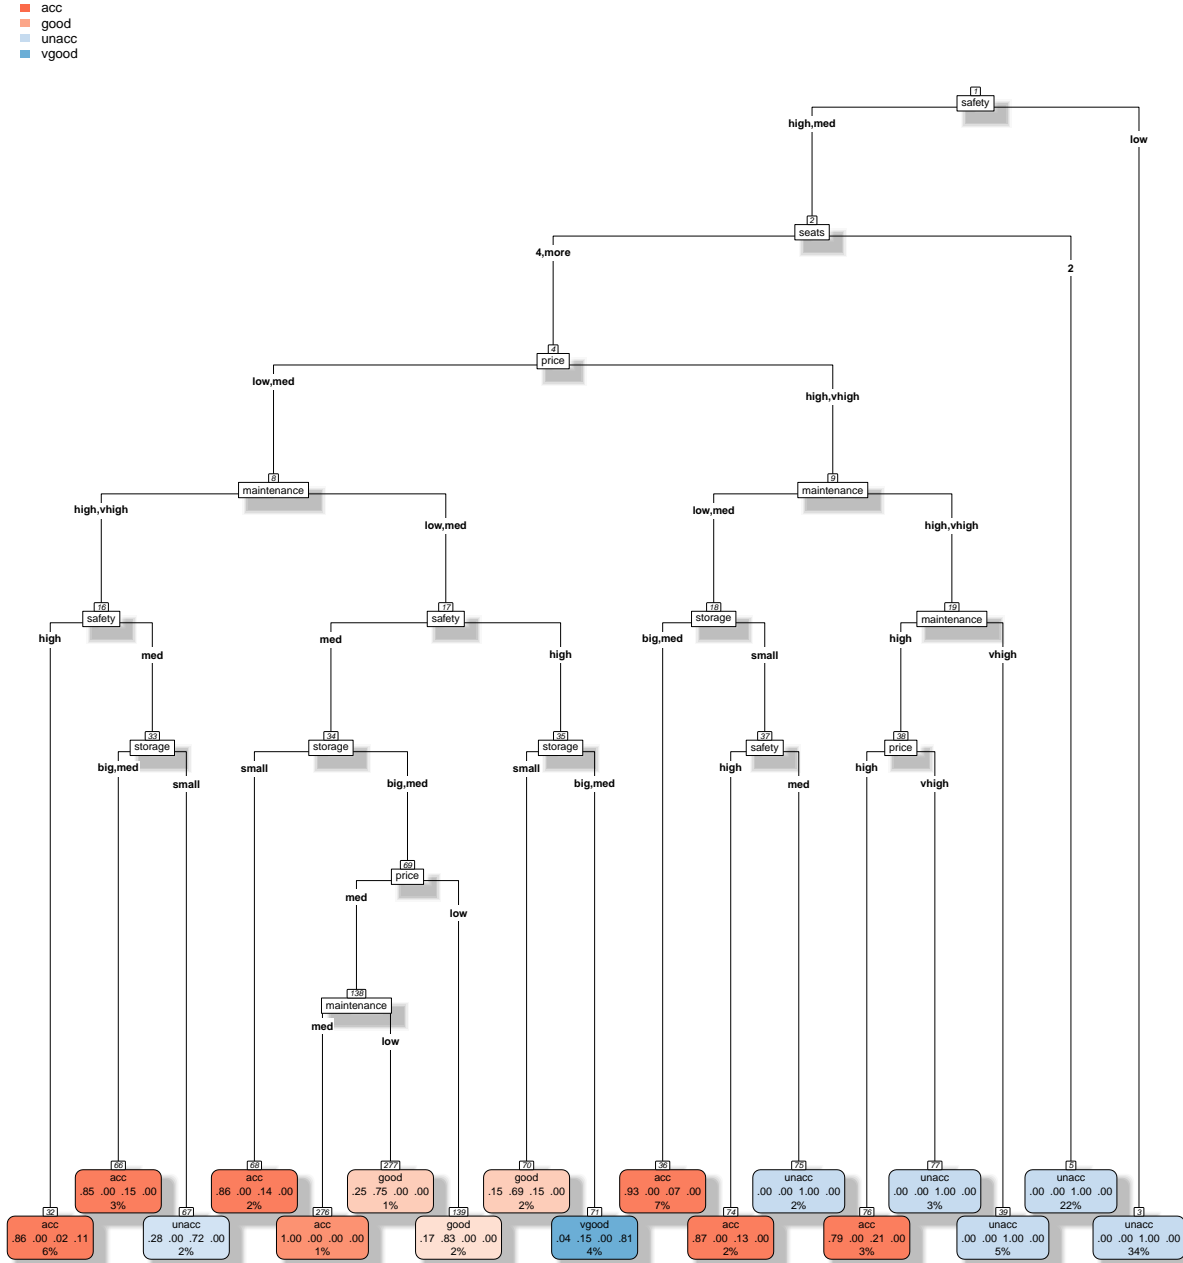 acc
good
unacc
vgood
1
safety
high,med
low
2
seats
4,more
2
4
price
low,med
high,vhigh
8
maintenance
9
maintenance
high,vhigh
low,med
low,med
high,vhigh
16
safety
17
safety
18
storage
19
maintenance
high
med
med
high
big,med
small
high
vhigh
33
storage
34
storage
35
storage
37
safety
38
price
big,med
small
small
big,med
small
big,med
high
med
high
vhigh
69
price
med
low
138
maintenance
med
low
32
acc
.86 .00 .02 .11
6%
66
acc
.85 .00 .15 .00
3%
67
unacc
.28 .00 .72 .00
2%
68
acc
.86 .00 .14 .00
2%
276
acc
1.00 .00 .00 .00
1%
277
good
.25 .75 .00 .00
1%
139
good
.17 .83 .00 .00
2%
70
good
.15 .69 .15 .00
2%
71
vgood
.04 .15 .00 .81
4%
36
acc
.93 .00 .07 .00
7%
74
acc
.87 .00 .13 .00
2%
75
unacc
.00 .00 1.00 .00
2%
76
acc
.79 .00 .21 .00
3%
77
unacc
.00 .00 1.00 .00
3%
39
unacc
.00 .00 1.00 .00
5%
5
unacc
.00 .00 1.00 .00
22%
3
unacc
.00 .00 1.00 .00
34%